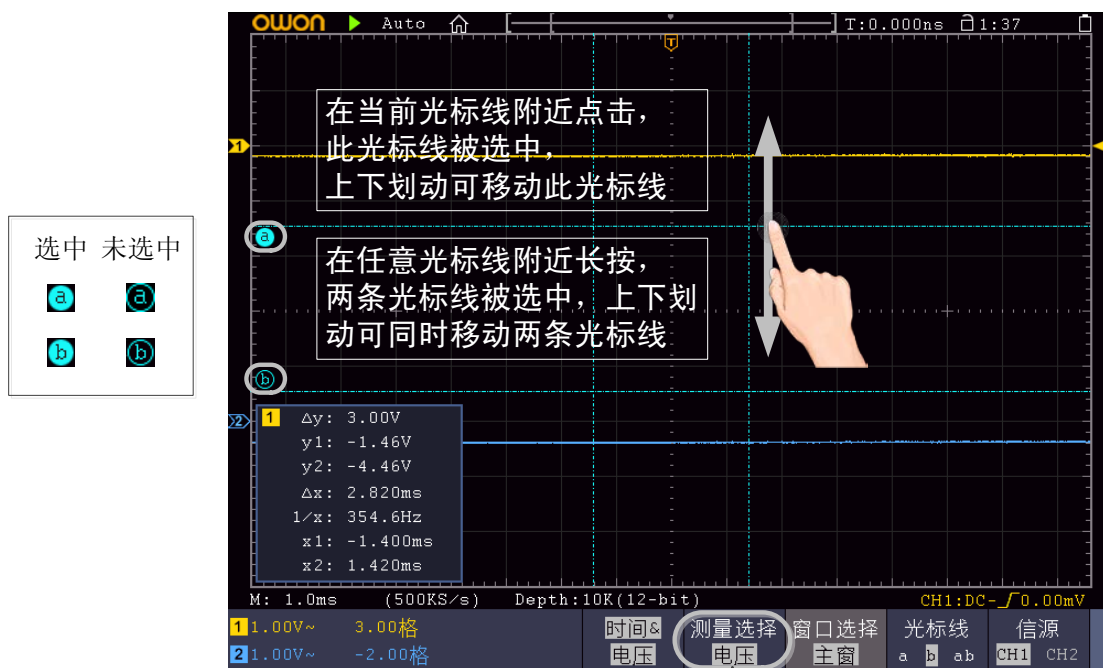 选中 未选中
a a
b b
owon Auto T:0.000ns 1:37
T
在当前光标线附近点击，
此光标线被选中，
上下划动可移动此光标线
1
a
在任意光标线附近长按，
两条光标线被选中，上下划
动可同时移动两条光标线
b
2
1 Δy: 3.00V
y1: -1.46V
y2: -4.46V
Δx: 2.820ms
1/x: 354.6Hz
x1: -1.400ms
x2: 1.420ms
M: 1.0ms (500KS/s) Depth:10K(12-bit) CH1:DC- 0.00mV
1 1.00V~ 3.00格 时间& 测量选择 窗口选择 光标线 信源
2 1.00V~ -2.00格 电压 电压 主窗 a b ab CH1 CH2